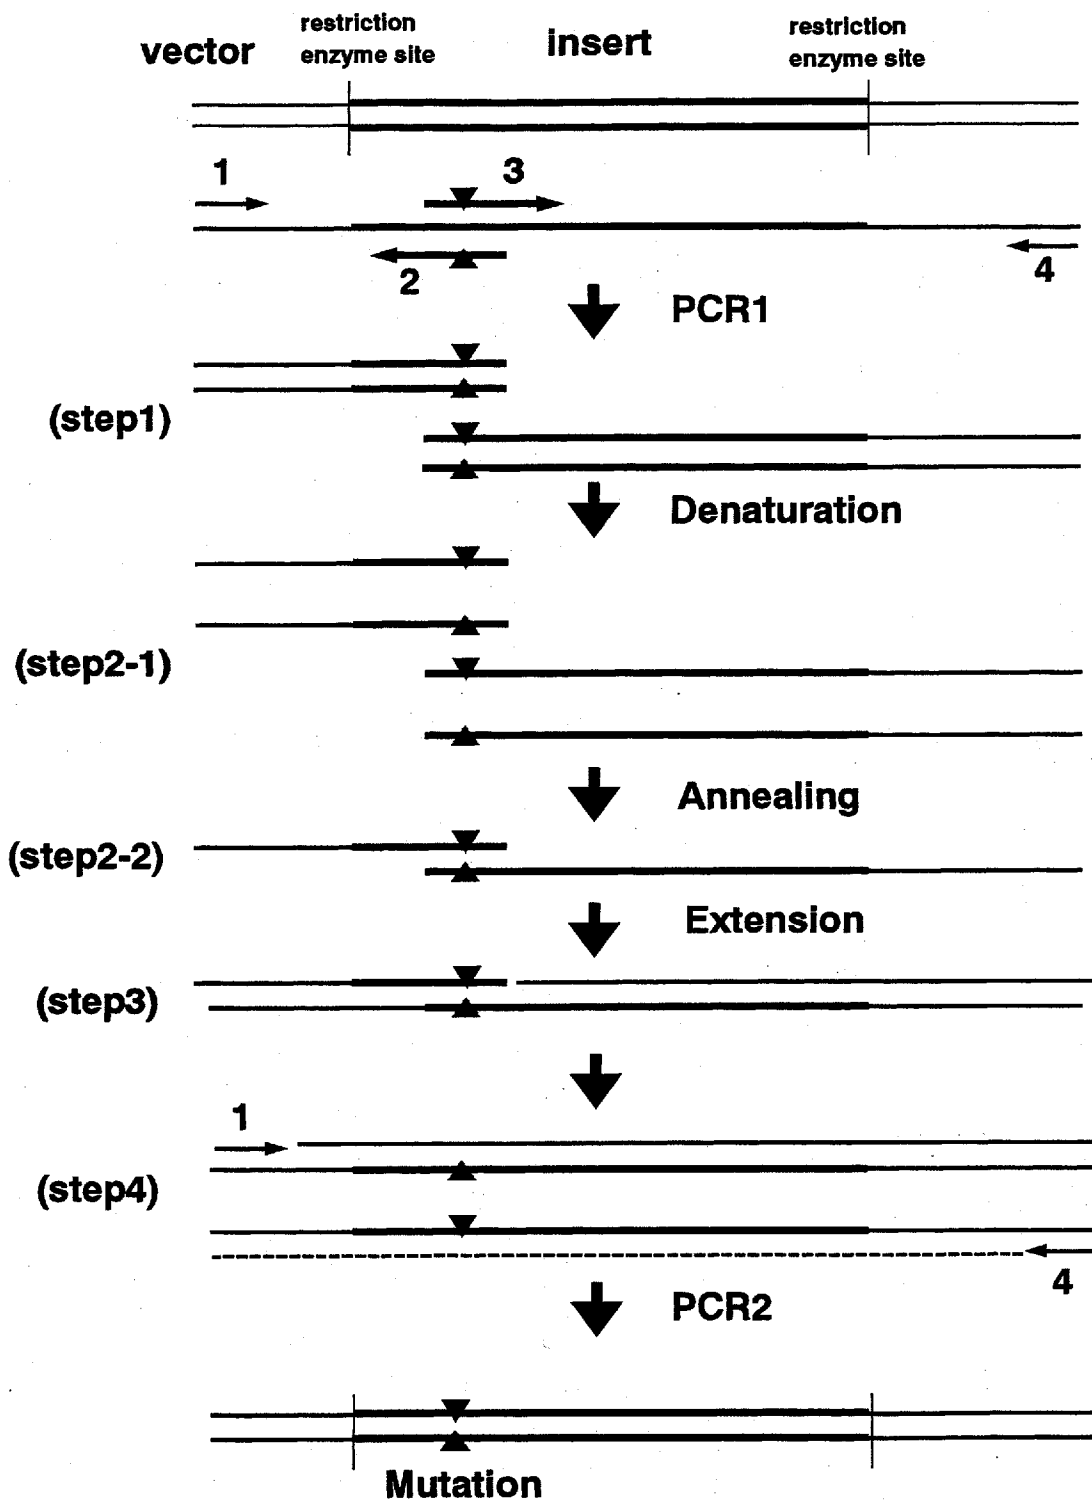 vector
restriction
enzyme site
insert
restriction
enzyme site
1
3
2
4
PCR1
(step1)
Denaturation
(step2-1)
Annealing
(step2-2)
Extension
(step3)
1
(step4)
4
PCR2
Mutation